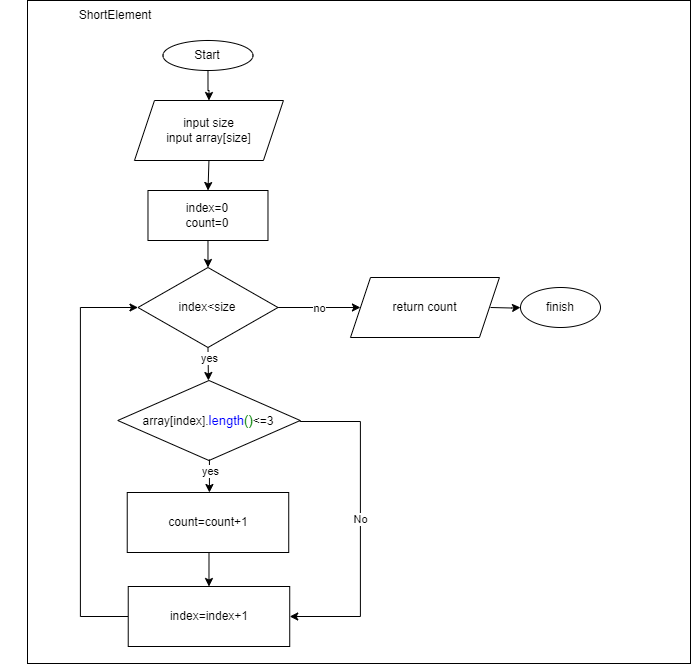 ShortElement
Start
input size
input array[size]
index=0
count=0
index<size
no
return count
finish
yes
array[index].length()<=3
yes
count=count+1
No
index=index+1